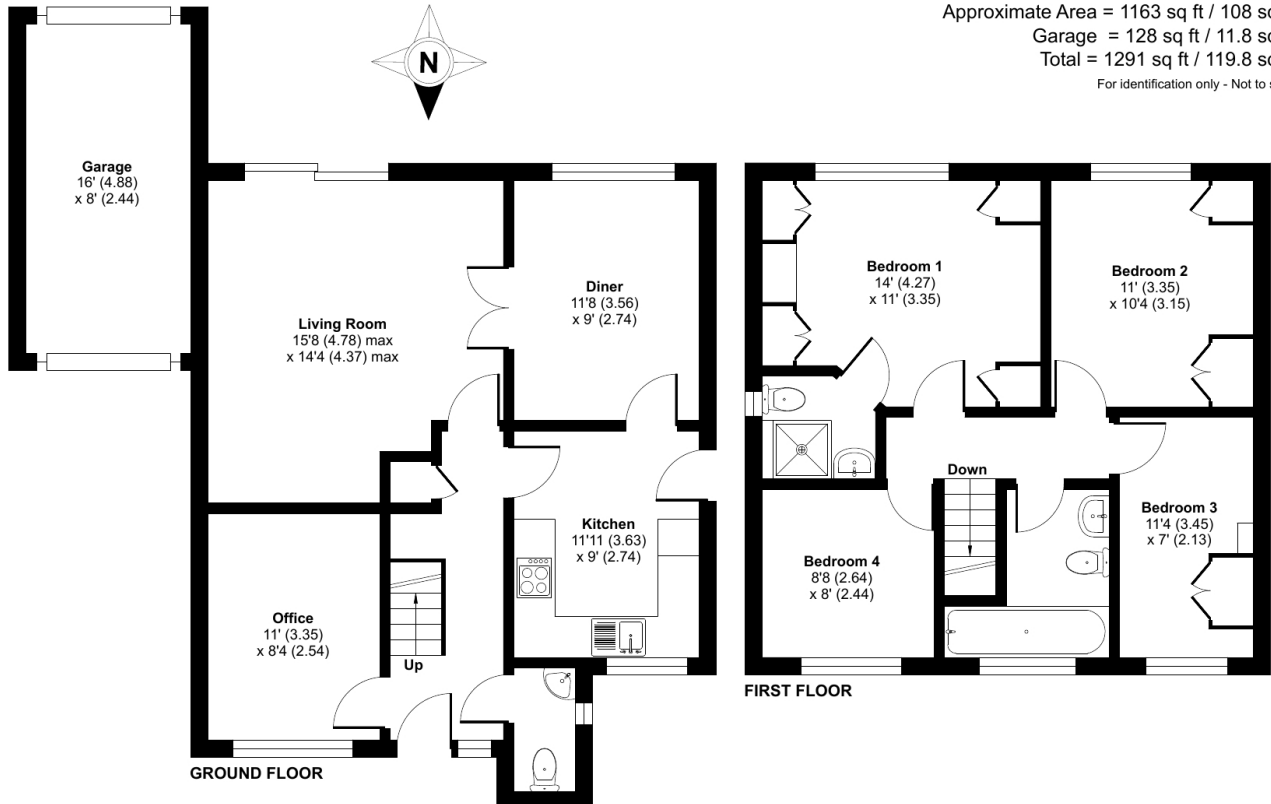 Approximate Area = 1163 sq ft / 108 sq
Garage = 128 sq ft / 11.8 sq
Total = 1291 sq ft / 119.8 sq
For identification only - Not to s
N
Garage
16' (4.88)
x 8' (2.44)
Living Room
15'8 (4.78) max
x 14'4 (4.37) max
Diner
11'8 (3.56)
x 9' (2.74)
Kitchen
11'11 (3.63)
x 9' (2.74)
Office
11' (3.35)
x 8'4 (2.54)
Up
GROUND FLOOR
Bedroom 1
14' (4.27)
x 11' (3.35)
Bedroom 2
11' (3.35)
x 10'4 (3.15)
Down
Bedroom 3
11'4 (3.45)
x 7' (2.13)
Bedroom 4
8'8 (2.64)
x 8' (2.44)
FIRST FLOOR